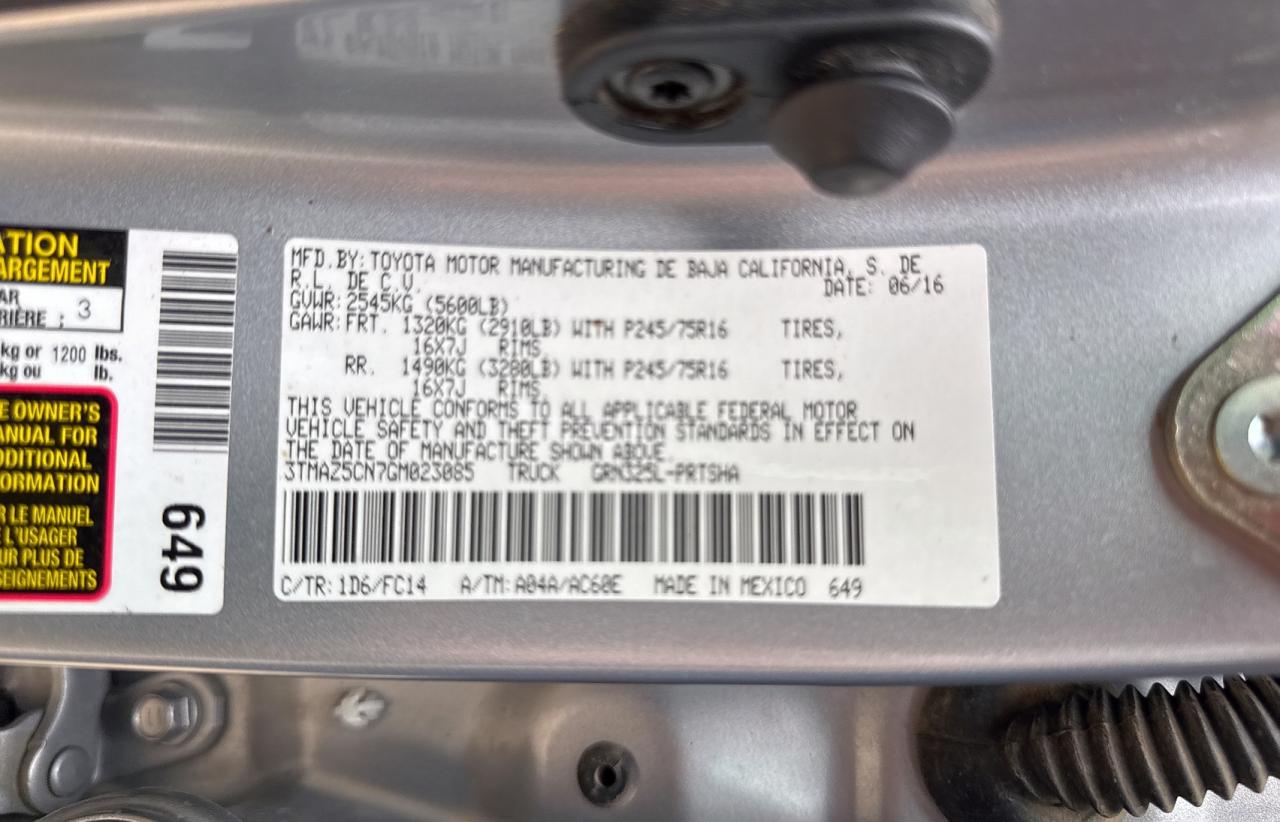 ATION
ARGEMENT
AR
RIÈRE : 3
kg or 1200 lbs.
kg ou lb.
E OWNER'S
ANUAL FOR
DDITIONAL
FORMATION
R LE MANUEL
E L'USAGER
UR PLUS DE
SEIGNEMENTS
649
MFD.BY:TOYOTA MOTOR MANUFACTURING DE BAJA CALIFORNIA, S. DE
R.L. DE C.V.
DATE: 06/16
GVWR:2545KG (5600LB)
GAWR:FRT. 1320KG (2910LB) WITH P245/75R16 TIRES,
16X7J RIMS
RR. 1490KG (3280LB) WITH P245/75R16 TIRES,
16X7J RIMS
THIS VEHICLE CONFORMS TO ALL APPLICABLE FEDERAL MOTOR
VEHICLE SAFETY AND THEFT PREVENTION STANDARDS IN EFFECT ON
THE DATE OF MANUFACTURE SHOWN ABOVE.
3TMAZ5CN7GM023085 TRUCK GRN325L-PRTSHA
C/TR:1D6/FC14 A/TM:A04A/AC60E MADE IN MEXICO 649